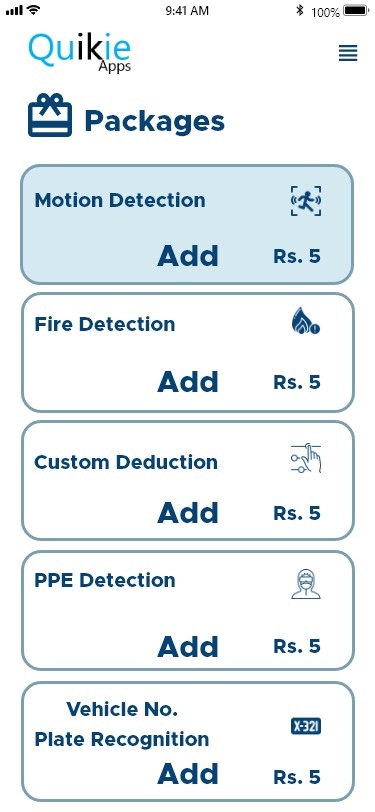 9:41 AM
100%
Quikie
Apps
Packages
Motion Detection
Add Rs. 5
Fire Detection
Add Rs. 5
Custom Deduction
Add Rs. 5
PPE Detection
Add Rs. 5
Vehicle No.
Plate Recognition
X-321
Add Rs. 5